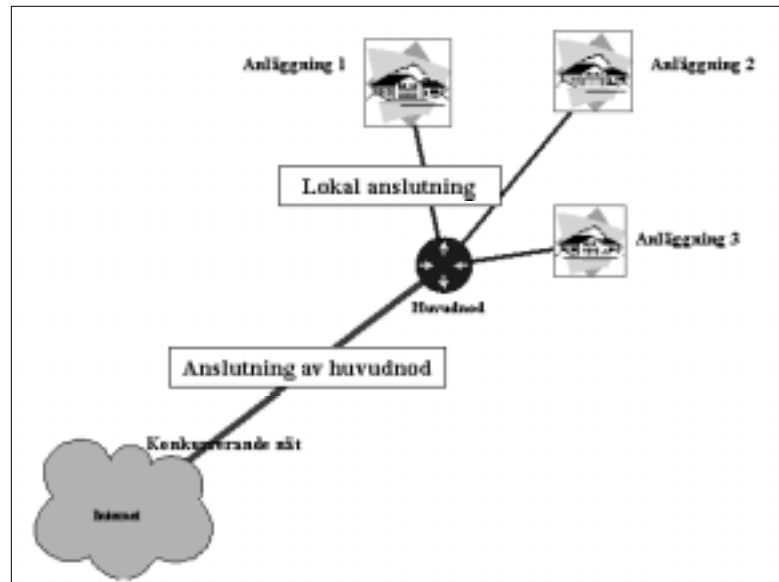 Anläggning 1
Anläggning 2
Lokal anslutning
Anläggning 3
Huvudnod
Anslutning av huvudnod
Konkurrerande nät
Internet